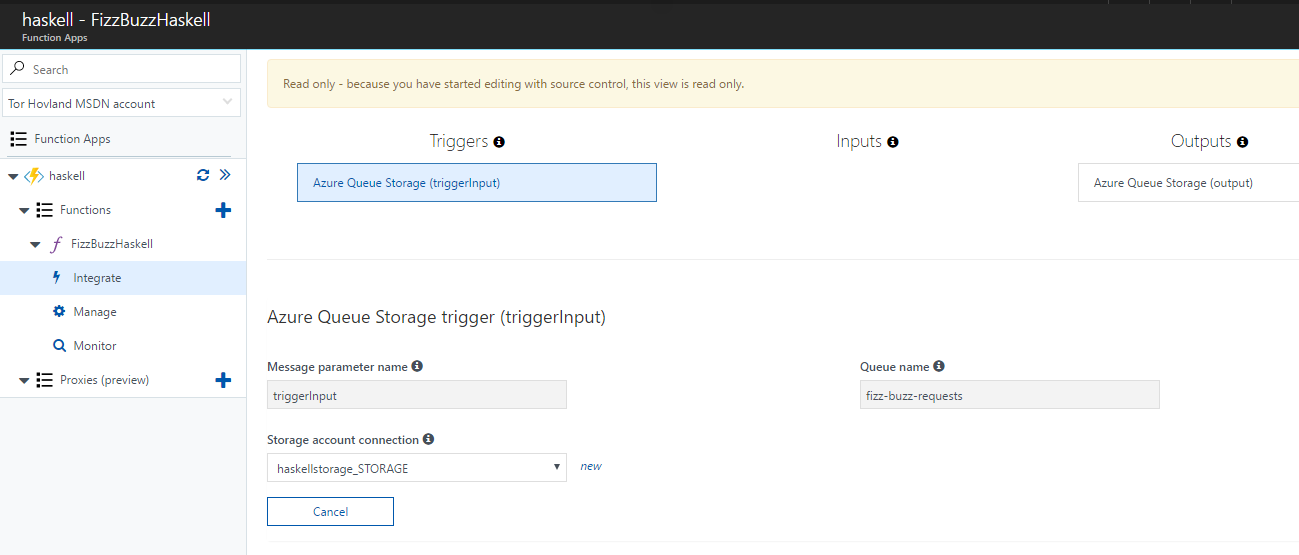 haskell - FizzBuzzHaskell
Function Apps
Search
Tor Hovland MSDN account
Function Apps
haskell
Functions
FizzBuzzHaskell
Integrate
Manage
Monitor
Proxies (preview)
Read only - because you have started editing with source control, this view is read only.
Triggers
Inputs
Outputs
Azure Queue Storage (triggerInput)
Azure Queue Storage (output)
Azure Queue Storage trigger (triggerInput)
Message parameter name
Queue name
triggerInput
fizz-buzz-requests
Storage account connection
haskellstorage_STORAGE
new
Cancel